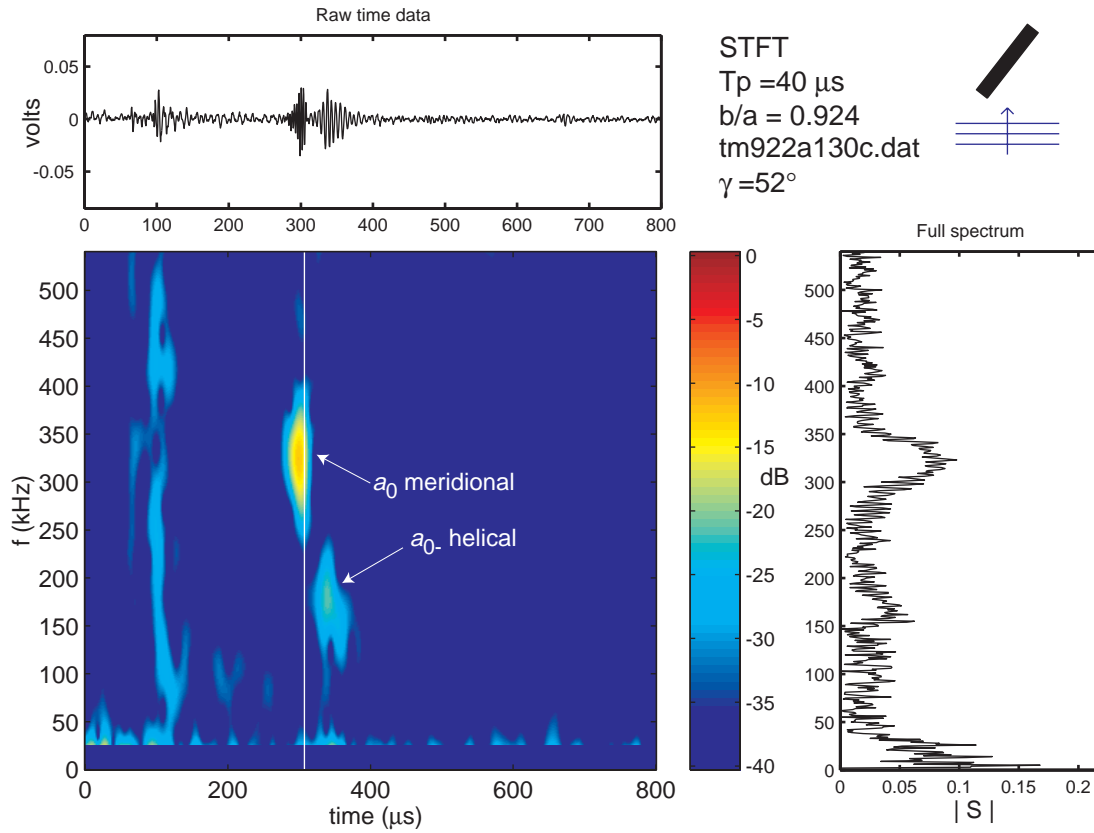 Raw time data
0.05
0
-0.05
volts
0 100 200 300 400 500 600 700 800
STFT
Tp =40 μs
b/a = 0.924
tm922a130c.dat
γ =52°
500
450
400
350
300
250
200
150
100
50
0
f (kHz)
a0 meridional
a0- helical
0 200 400 600 800
time (μs)
0
-5
-10
-15
-20
-25
-30
-35
-40
dB
Full spectrum
500
450
400
350
300
250
200
150
100
50
0
0 0.05 0.1 0.15 0.2
| S |